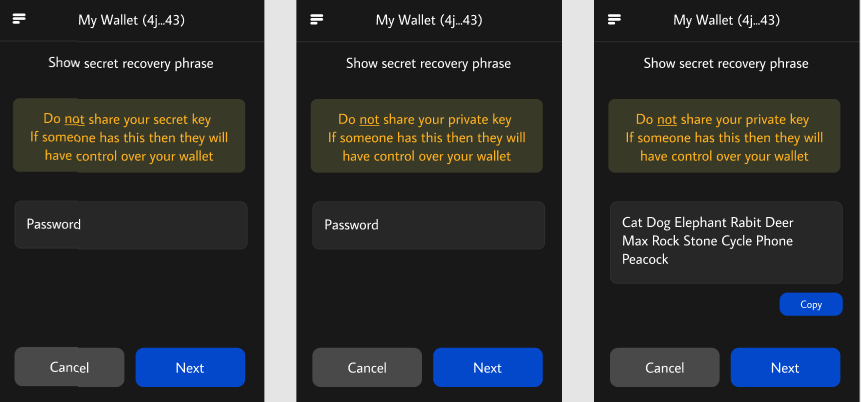 My Wallet (4j...43)
Show secret recovery phrase
Do not share your secret key
If someone has this then they will
have control over your wallet
Password
Cancel
Next
My Wallet (4j...43)
Show secret recovery phrase
Do not share your private key
If someone has this then they will
have control over your wallet
Password
Cancel
Next
My Wallet (4j...43)
Show secret recovery phrase
Do not share your private key
If someone has this then they will
have control over your wallet
Cat Dog Elephant Rabit Deer
Max Rock Stone Cycle Phone
Peacock
Copy
Cancel
Next